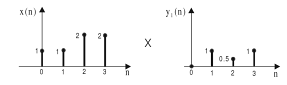 x(n)
2 2
1 1
0 1 2 3 n
X
y₁(n)
1 0.5 1
0 1 2 3 n